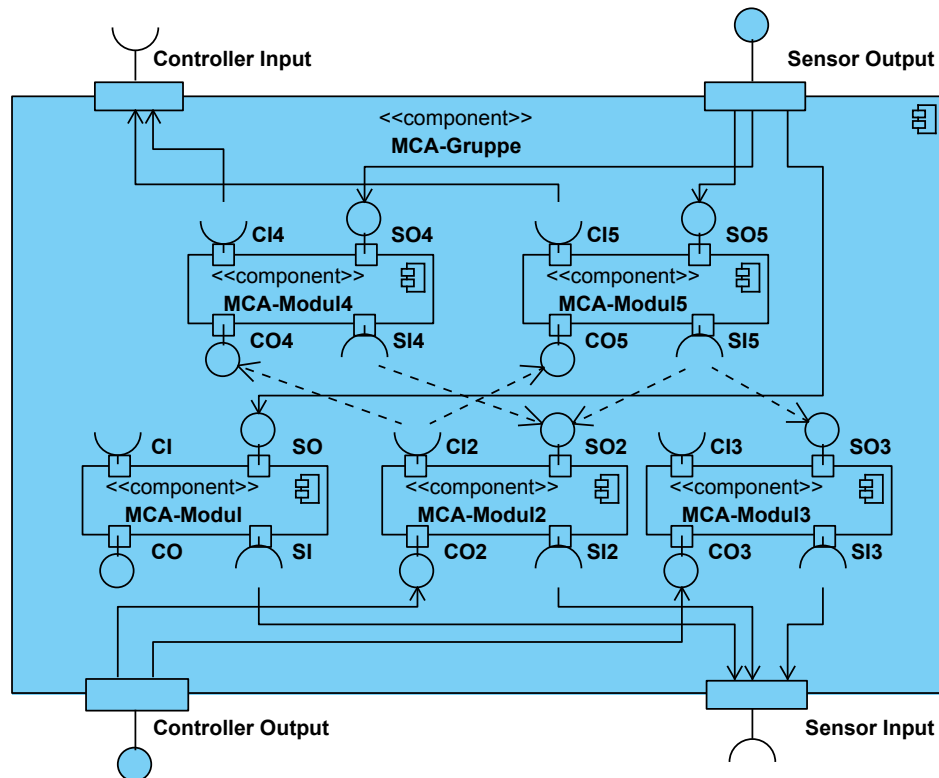 Controller Input
Sensor Output
<<component>>
MCA-Gruppe
CI4
SO4
CI5
SO5
<<component>>
MCA-Modul4
<<component>>
MCA-Modul5
CO4
SI4
CO5
SI5
CI
SO
CI2
SO2
CI3
SO3
<<component>>
MCA-Modul
<<component>>
MCA-Modul2
<<component>>
MCA-Modul3
CO
SI
CO2
SI2
CO3
SI3
Controller Output
Sensor Input